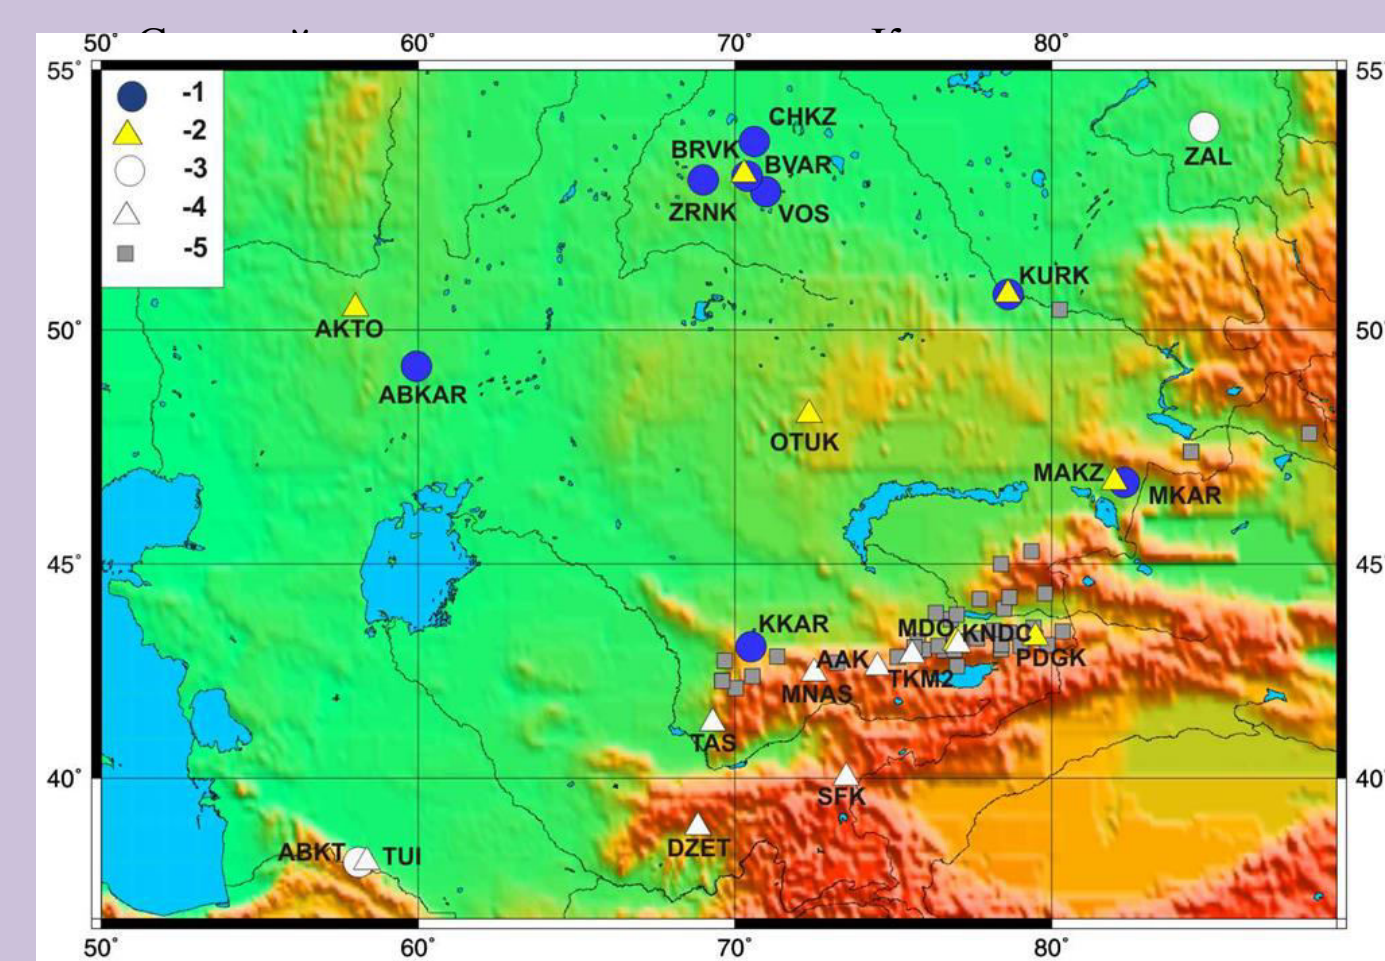 50° 60° 70° 80°
55° 55°
-1
-2
-3
-4
-5
CHKZ
BRVK
BVAR
ZAL
ZRNK
VOS
KURK
AKTO
50° 50°
ABKAR
OTUK
MAKZ
MKAR
45° 45°
KKAR
MDO
KNDC
AAK
PDGK
TKM2
MNAS
TAS
40° 40°
SFK
DZET
ABKT
TUI
50° 60° 70° 80°